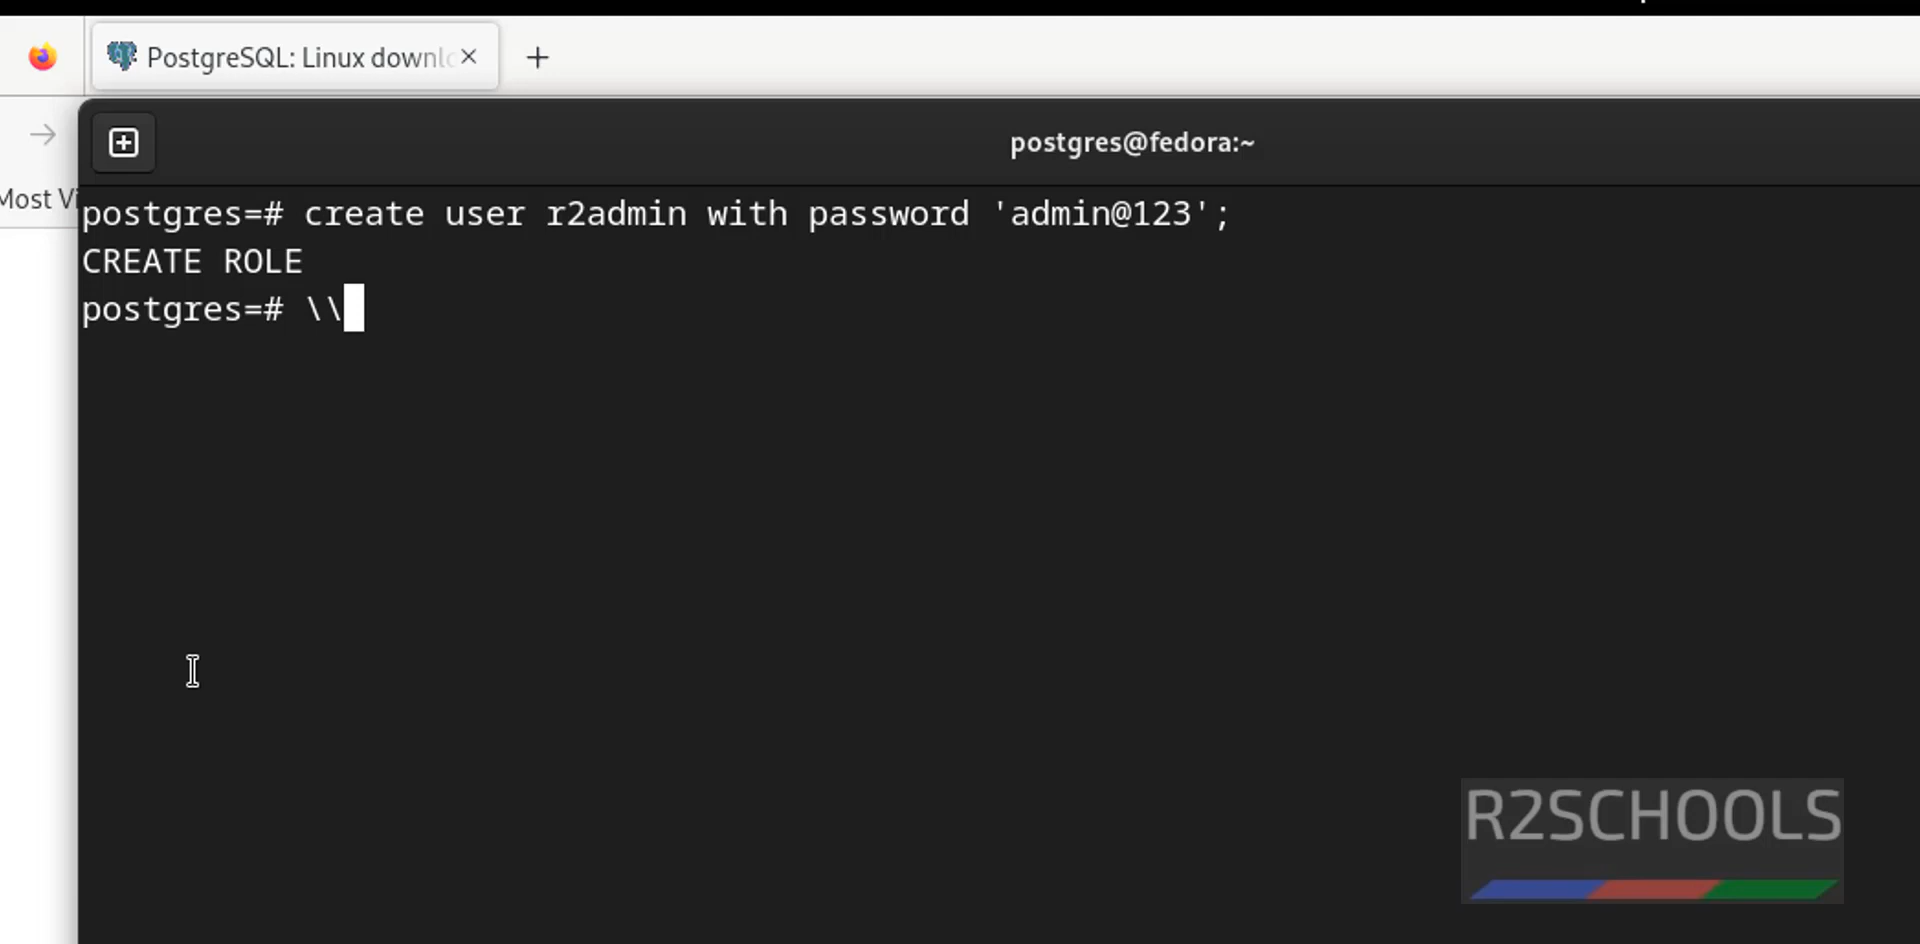 PostgreSQL: Linux downl
postgres@fedora:~
Most Vi
postgres=# create user r2admin with password 'admin@123';
CREATE ROLE
postgres=# \\
R2SCHOOLS